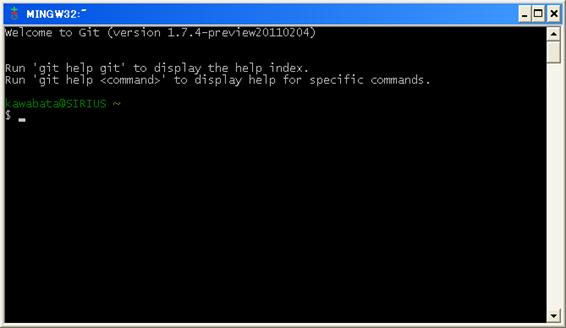 MINGW32:~
Welcome to Git (version 1.7.4-preview20110204)
Run 'git help git' to display the help index.
Run 'git help <command>' to display help for specific commands.
kawabata@SIRIUS ~
$